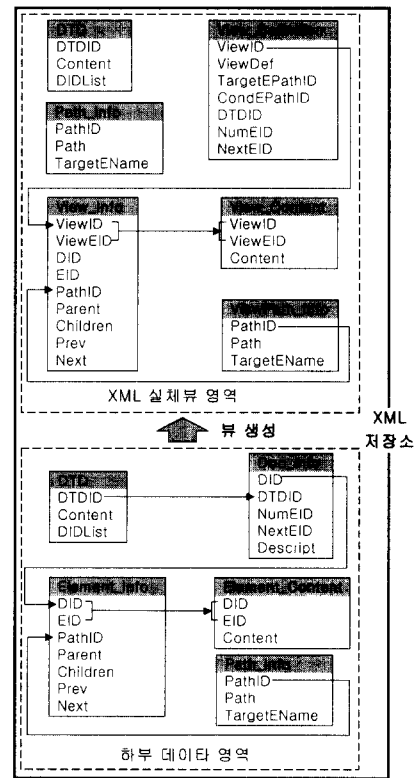 DTD
DTDID
Content
DIDList
ViewID
ViewDef
TargetEPathID
CondEPathID
DTDID
NumEID
NextEID
Path_Info
PathID
Path
TargetEName
View_Info
ViewID
ViewEID
DID
EID
PathID
Parent
Children
Prev
Next
View_Content
ViewID
ViewEID
Content
PathID
Path
TargetEName
XML 실체뷰 영역
뷰 생성
XML
저장소
DTD
DTDID
Content
DIDList
DID
DTDID
NumEID
NextEID
Descript
Element_Info
DID
EID
PathID
Parent
Children
Prev
Next
Element_Content
DID
EID
Content
Path_Info
PathID
Path
TargetEName
하부 데이타 영역